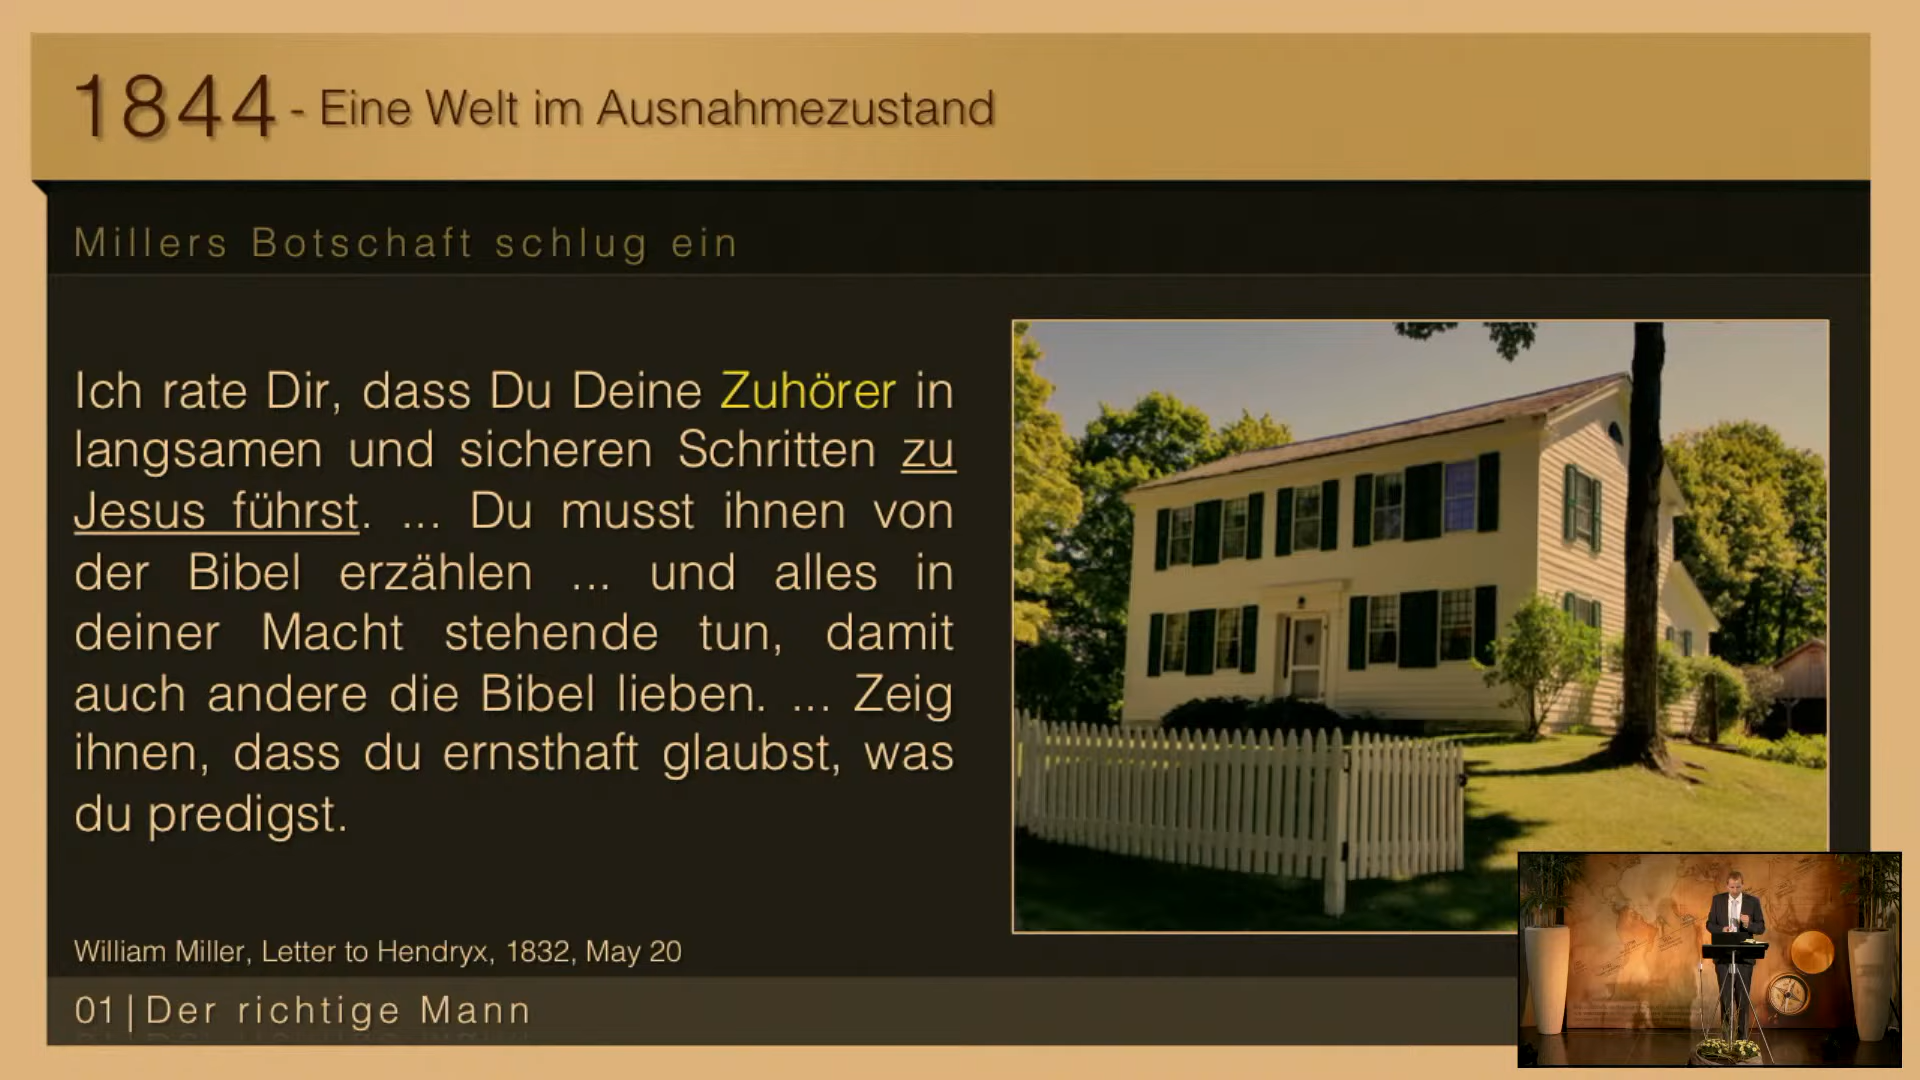 1844 - Eine Welt im Ausnahmezustand
Millers Botschaft schlug ein
Ich rate Dir, dass Du Deine Zuhörer in
langsamen und sicheren Schritten zu
Jesus führst. ... Du musst ihnen von
der Bibel erzählen ... und alles in
deiner Macht stehende tun, damit
auch andere die Bibel lieben. ... Zeig
ihnen, dass du ernsthaft glaubst, was
du predigst.
William Miller, Letter to Hendryx, 1832, May 20
01|Der richtige Mann